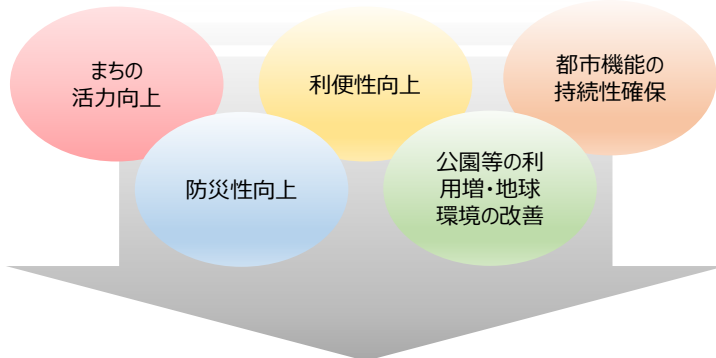 まちの
活力向上
利便性向上
都市機能の
持続性確保
防災性向上
公園等の利
用増・地球
環境の改善